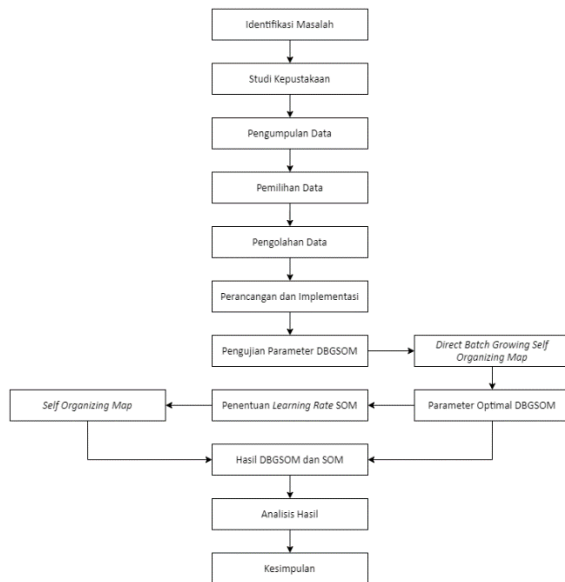 Identifikasi Masalah
Studi Kepustakaan
Pengumpulan Data
Pemilihan Data
Pengolahan Data
Perancangan dan Implementasi
Pengujian Parameter DBGSOM
Direct Batch Growing Self
Organizing Map
Self Organizing Map
Penentuan Learning Rate SOM
Parameter Optimal DBGSOM
Hasil DBGSOM dan SOM
Analisis Hasil
Kesimpulan